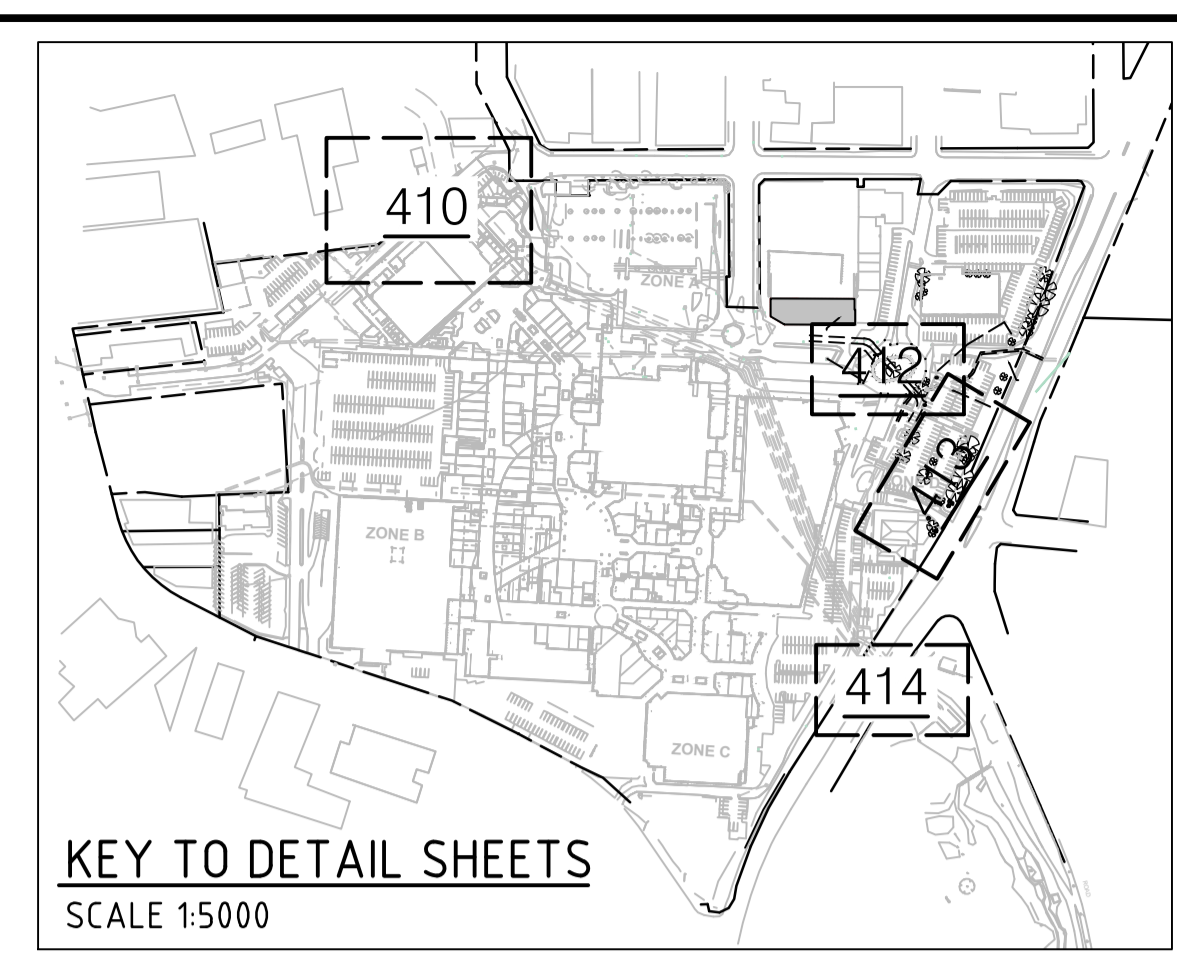 410
ZONE A
412
413
ZONE B
414
ZONE C
KEY TO DETAIL SHEETS
SCALE 1:5000